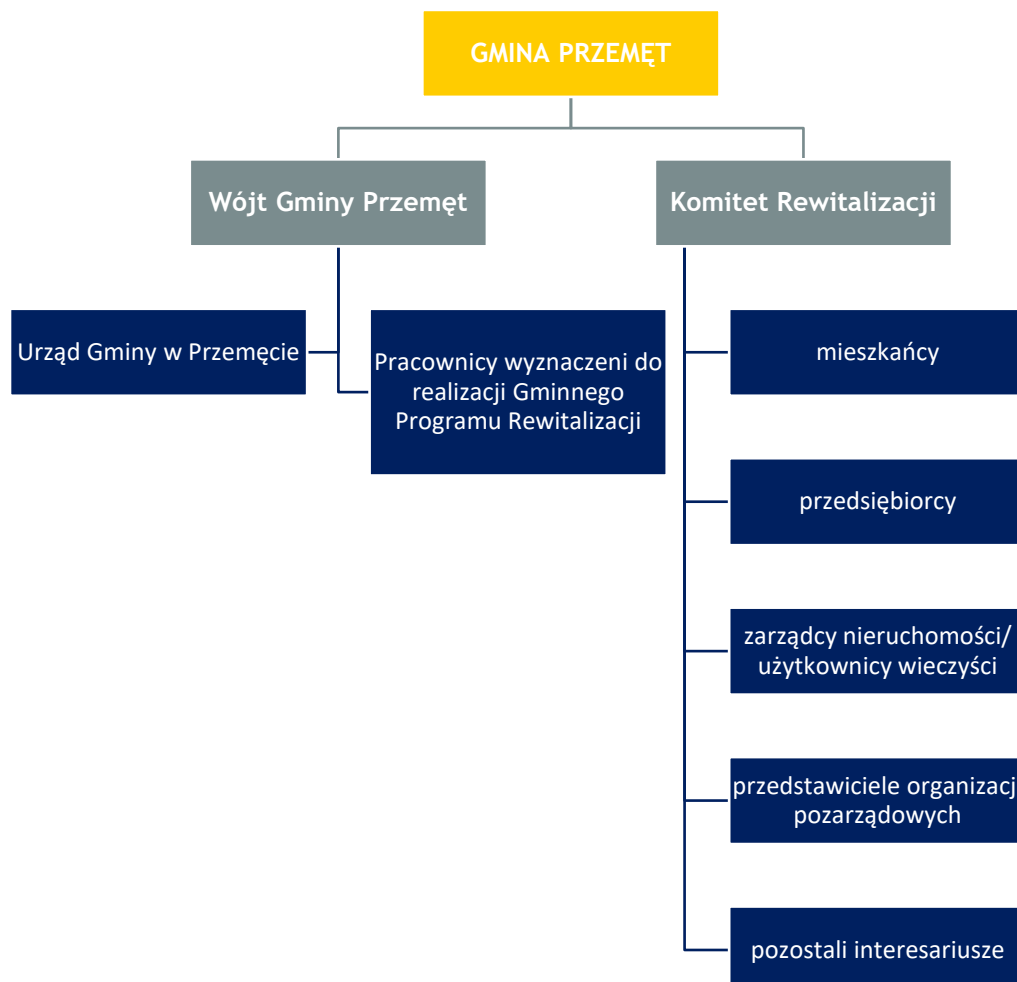 GMINA PRZEMĘT
Wójt Gminy Przemęt
Komitet Rewitalizacji
Urząd Gminy w Przemęcie
Pracownicy wyznaczeni do
realizacji Gminnego
Programu Rewitalizacji
mieszkańcy
przedsiębiorcy
zarządcy nieruchomości/
użytkownicy wieczyści
przedstawiciele organizacj
pozarządowych
pozostali interesariusze